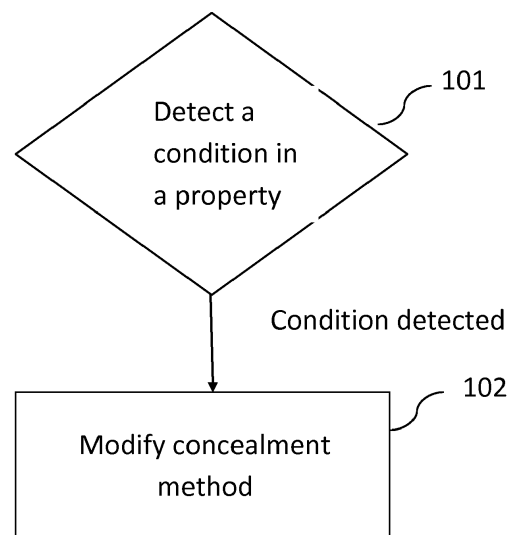 101
Detect a
condition in
a property
Condition detected
102
Modify concealment
method